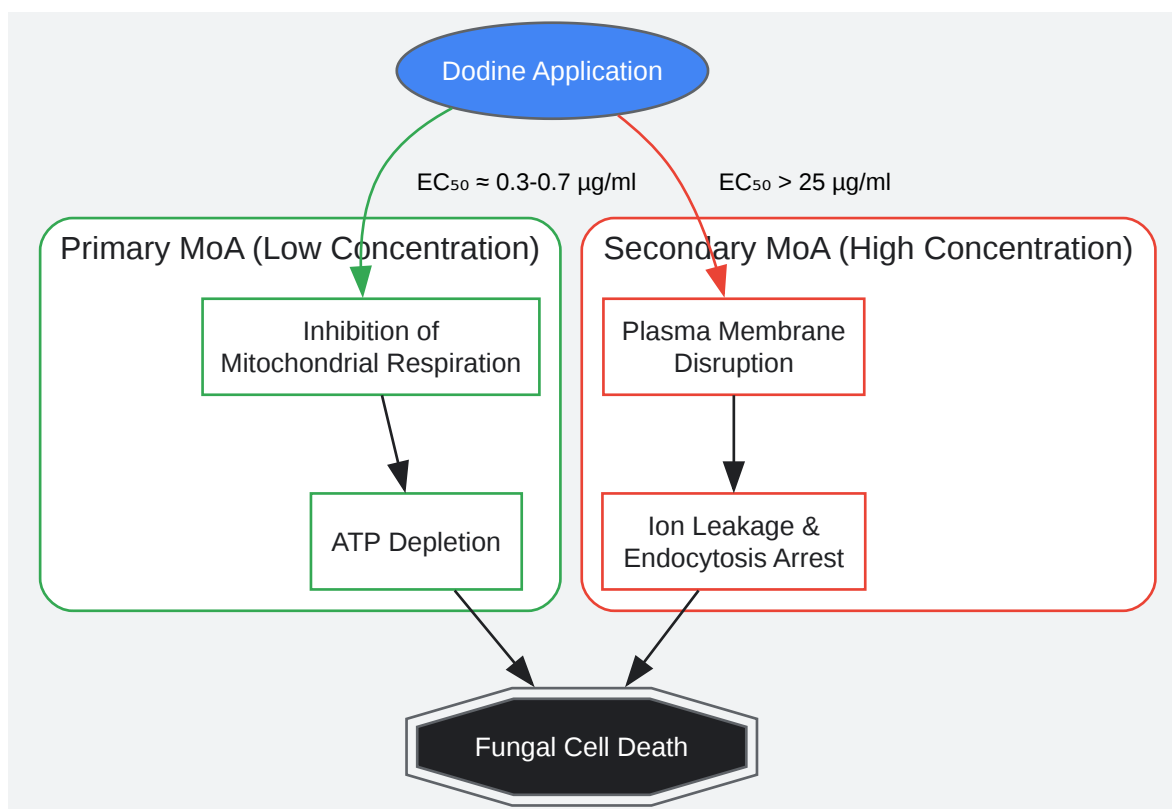 Dodine Application
EC₅₀ ≈ 0.3-0.7 µg/ml
EC₅₀ > 25 µg/ml
Primary MoA (Low Concentration)
Secondary MoA (High Concentration)
Inhibition of
Mitochondrial Respiration
Plasma Membrane
Disruption
ATP Depletion
Ion Leakage &
Endocytosis Arrest
Fungal Cell Death